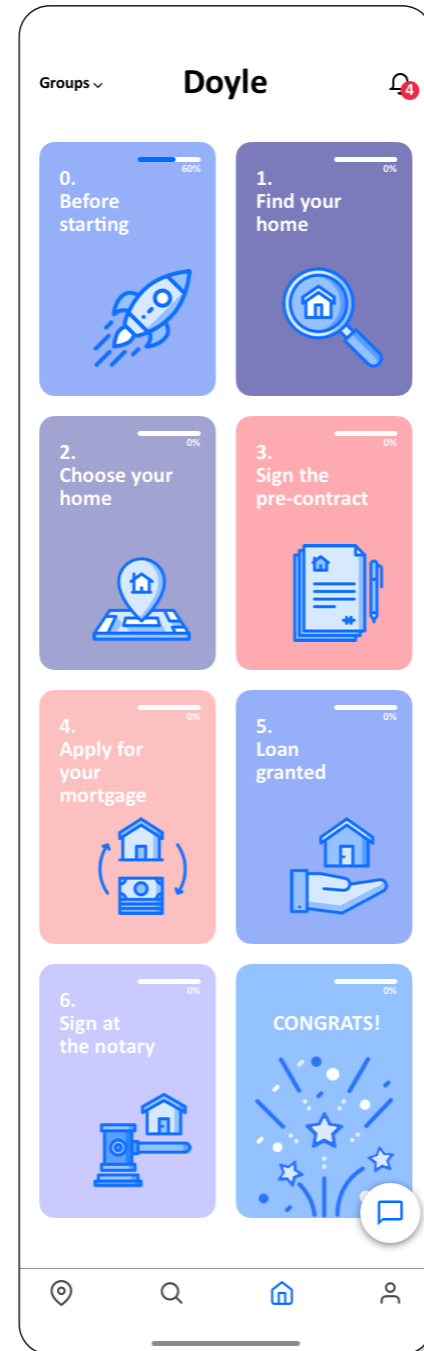 Groups
Doyle
4
60%
0.
Before
starting
0%
1.
Find your
home
0%
2.
Choose your
home
0%
3.
Sign the
pre-contract
0%
4.
Apply for
your
mortgage
0%
5.
Loan
granted
0%
6.
Sign at
the notary
0%
CONGRATS!